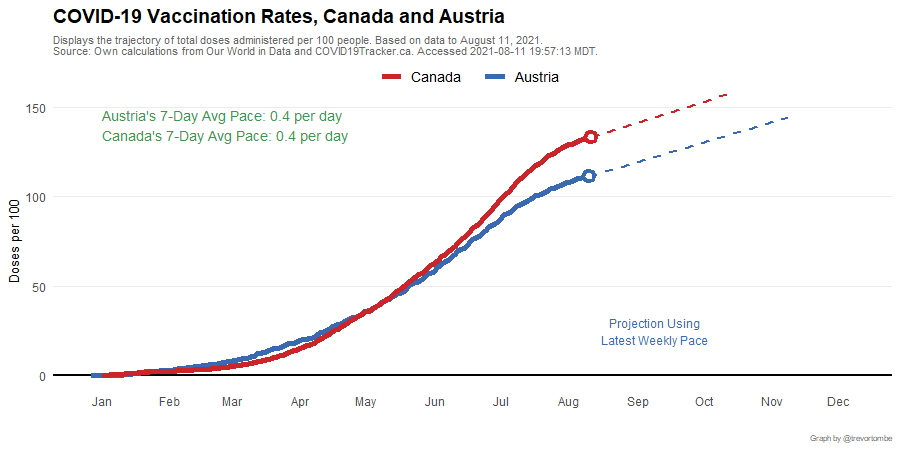 COVID-19 Vaccination Rates, Canada and Austria
Displays the trajectory of total doses administered per 100 people. Based on data to August 11, 2021.
Source: Own calculations from Our World in Data and COVID19Tracker.ca. Accessed 2021-08-11 19:57:13 MDT.
Canada Austria
Austria's 7-Day Avg Pace: 0.4 per day
Canada's 7-Day Avg Pace: 0.4 per day
Doses per 100
150
100
50
0
Projection Using
Latest Weekly Pace
Jan Feb Mar Apr May Jun Jul Aug Sep Oct Nov Dec
Graph by @trevortombe